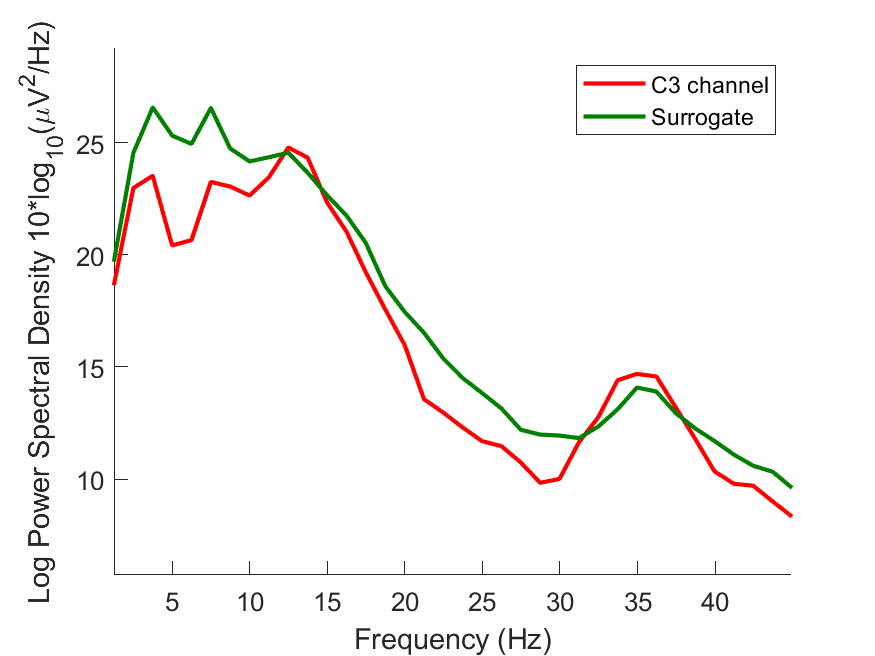 Log Power Spectral Density 10*log10(μV2/Hz)
C3 channel
Surrogate
25
20
15
10
5 10 15 20 25 30 35 40
Frequency (Hz)